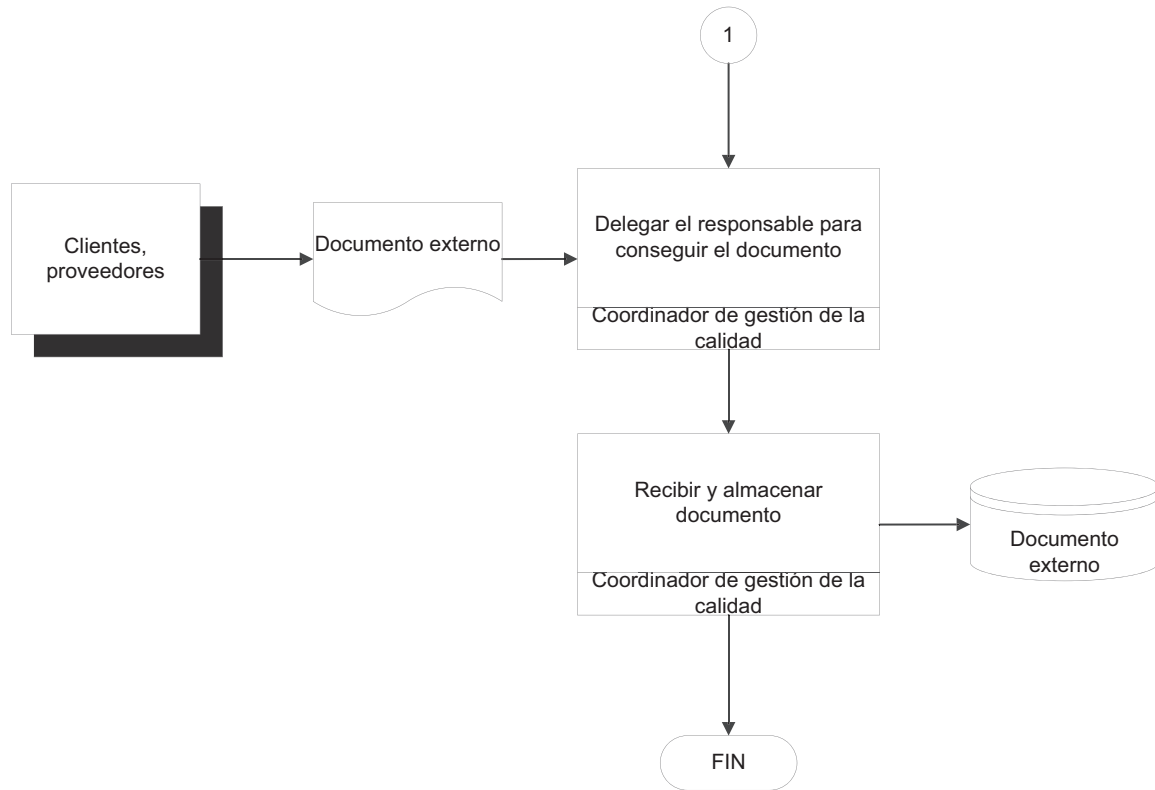 1
Clientes,
proveedores
Documento externo
Delegar el responsable para
conseguir el documento
Coordinador de gestión de la
calidad
Recibir y almacenar
documento
Coordinador de gestión de la
calidad
Documento
externo
FIN